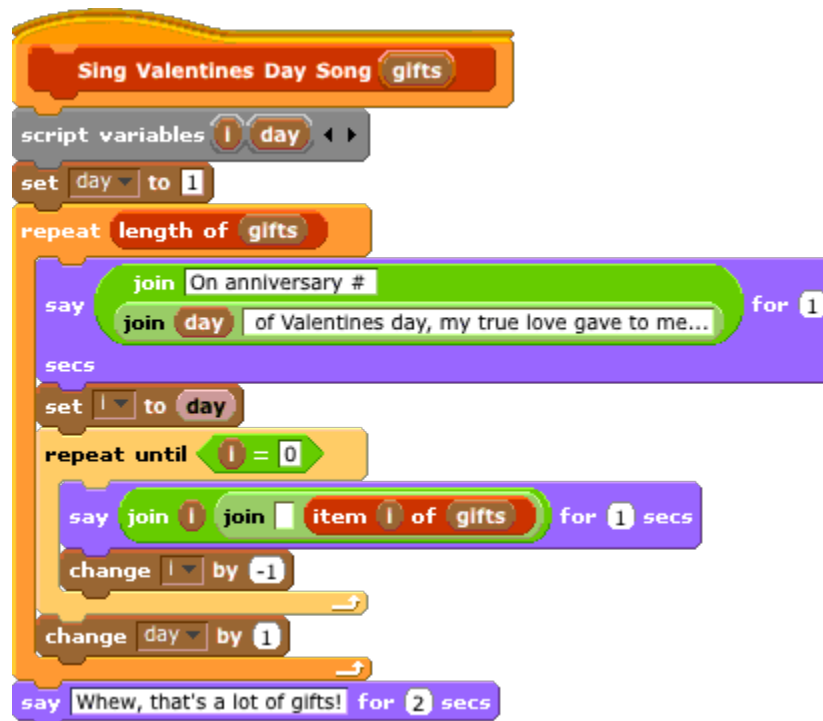 Sing Valentines Day Song gifts
script variables i day
set day to 1
repeat length of gifts
join On anniversary #
say for 1
join day of Valentines day, my true love gave to me...
secs
set i to day
repeat until i = 0
say join i join item i of gifts for 1 secs
change i by -1
change day by 1
say Whew, that's a lot of gifts! for 2 secs